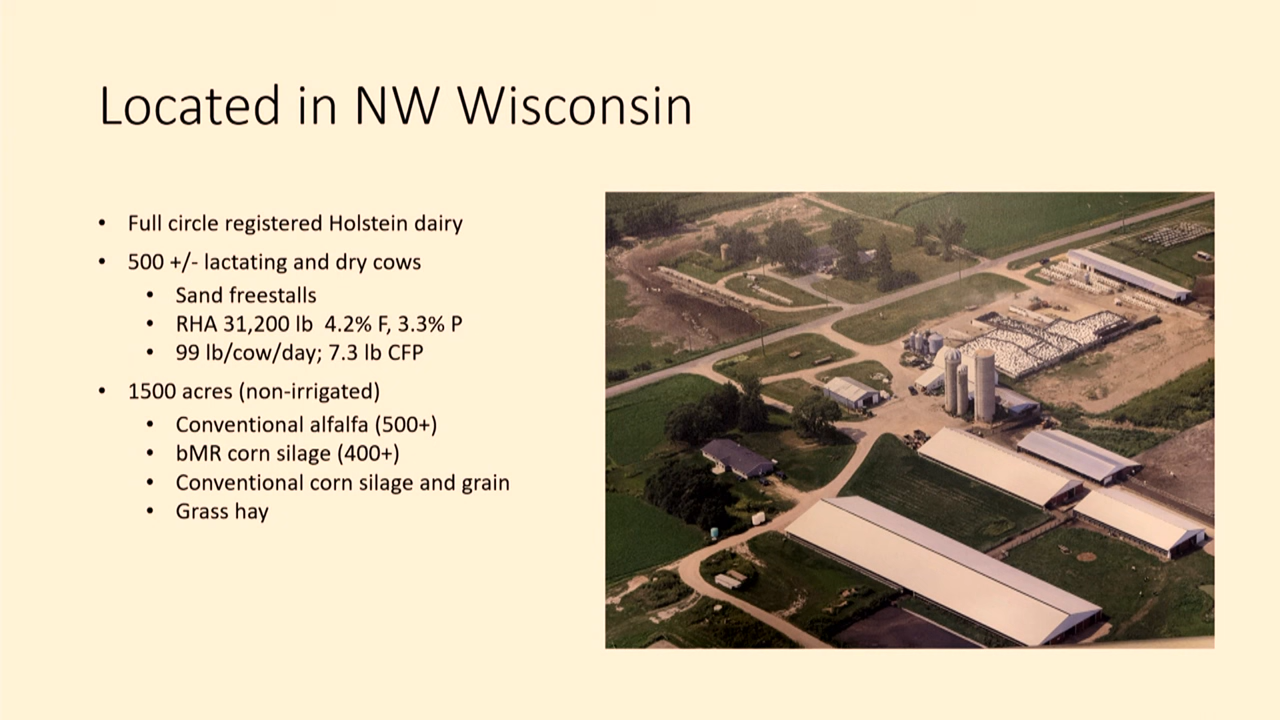 Located in NW Wisconsin
• Full circle registered Holstein dairy
• 500 +/- lactating and dry cows
• Sand freestalls
• RHA 31,200 lb  4.2% F, 3.3% P
• 99 lb/cow/day; 7.3 lb CFP
• 1500 acres (non-irrigated)
• Conventional alfalfa (500+)
• bMR corn silage (400+)
• Conventional corn silage and grain
• Grass hay